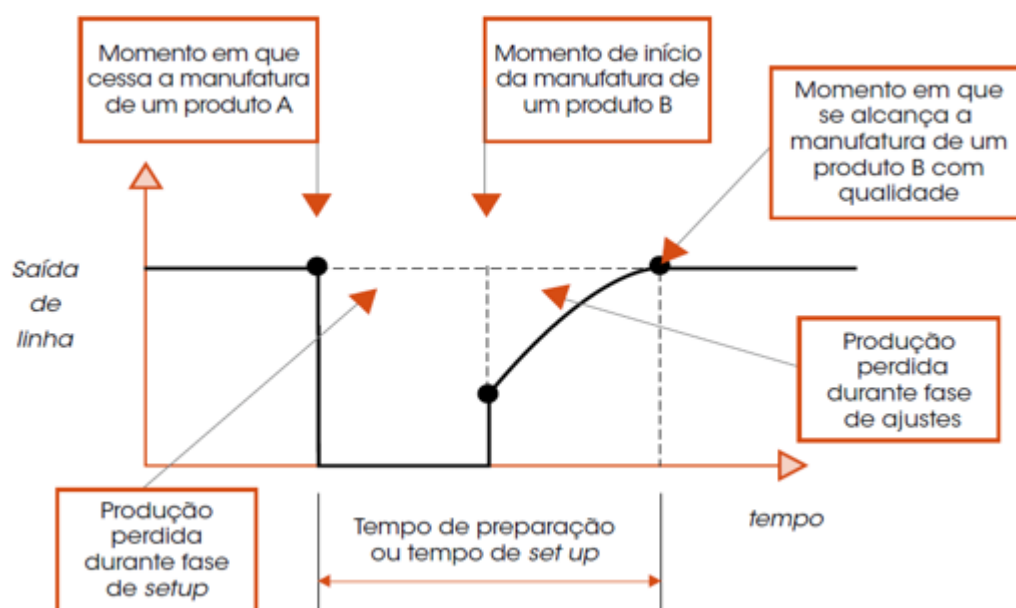 Momento em que
cessa a manufatura
de um produto A
Momento de início
da manufatura de
um produto B
Momento em que
se alcança a
manufatura de um
produto B com
qualidade
Saída
de
linha
Produção
perdida
durante fase
de ajustes
Produção
perdida
durante fase
de setup
Tempo de preparação
ou tempo de set up
tempo